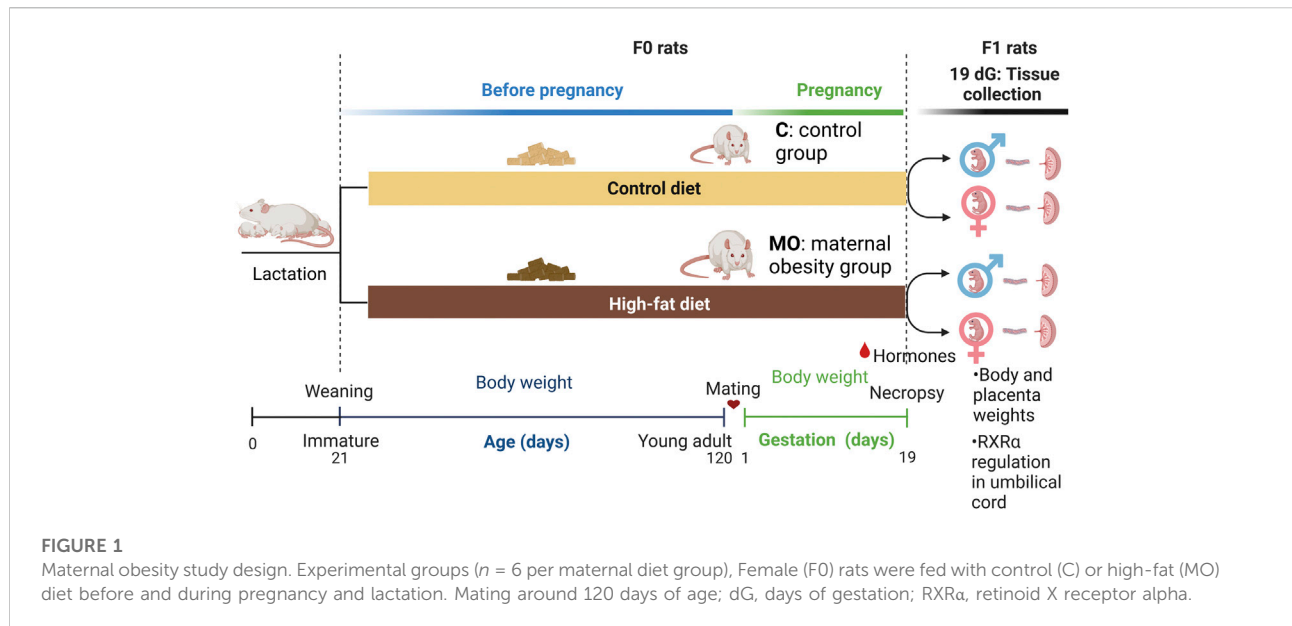 F0 rats
F1 rats
19 dG: Tissue
collection
Before pregnancy
Pregnancy
C: control
group
Control diet
MO: maternal
obesity group
Lactation
High-fat diet
Hormones
Weaning
Body weight
Mating
Body weight
Necropsy
0
Immature
21
Age (days)
Young adult
120
1
Gestation (days)
19
•Body and
placenta
weights
•RXRα
regulation
in umbilical
cord
FIGURE 1
Maternal obesity study design. Experimental groups (n = 6 per maternal diet group), Female (F0) rats were fed with control (C) or high-fat (MO)
diet before and during pregnancy and lactation. Mating around 120 days of age; dG, days of gestation; RXRα, retinoid X receptor alpha.